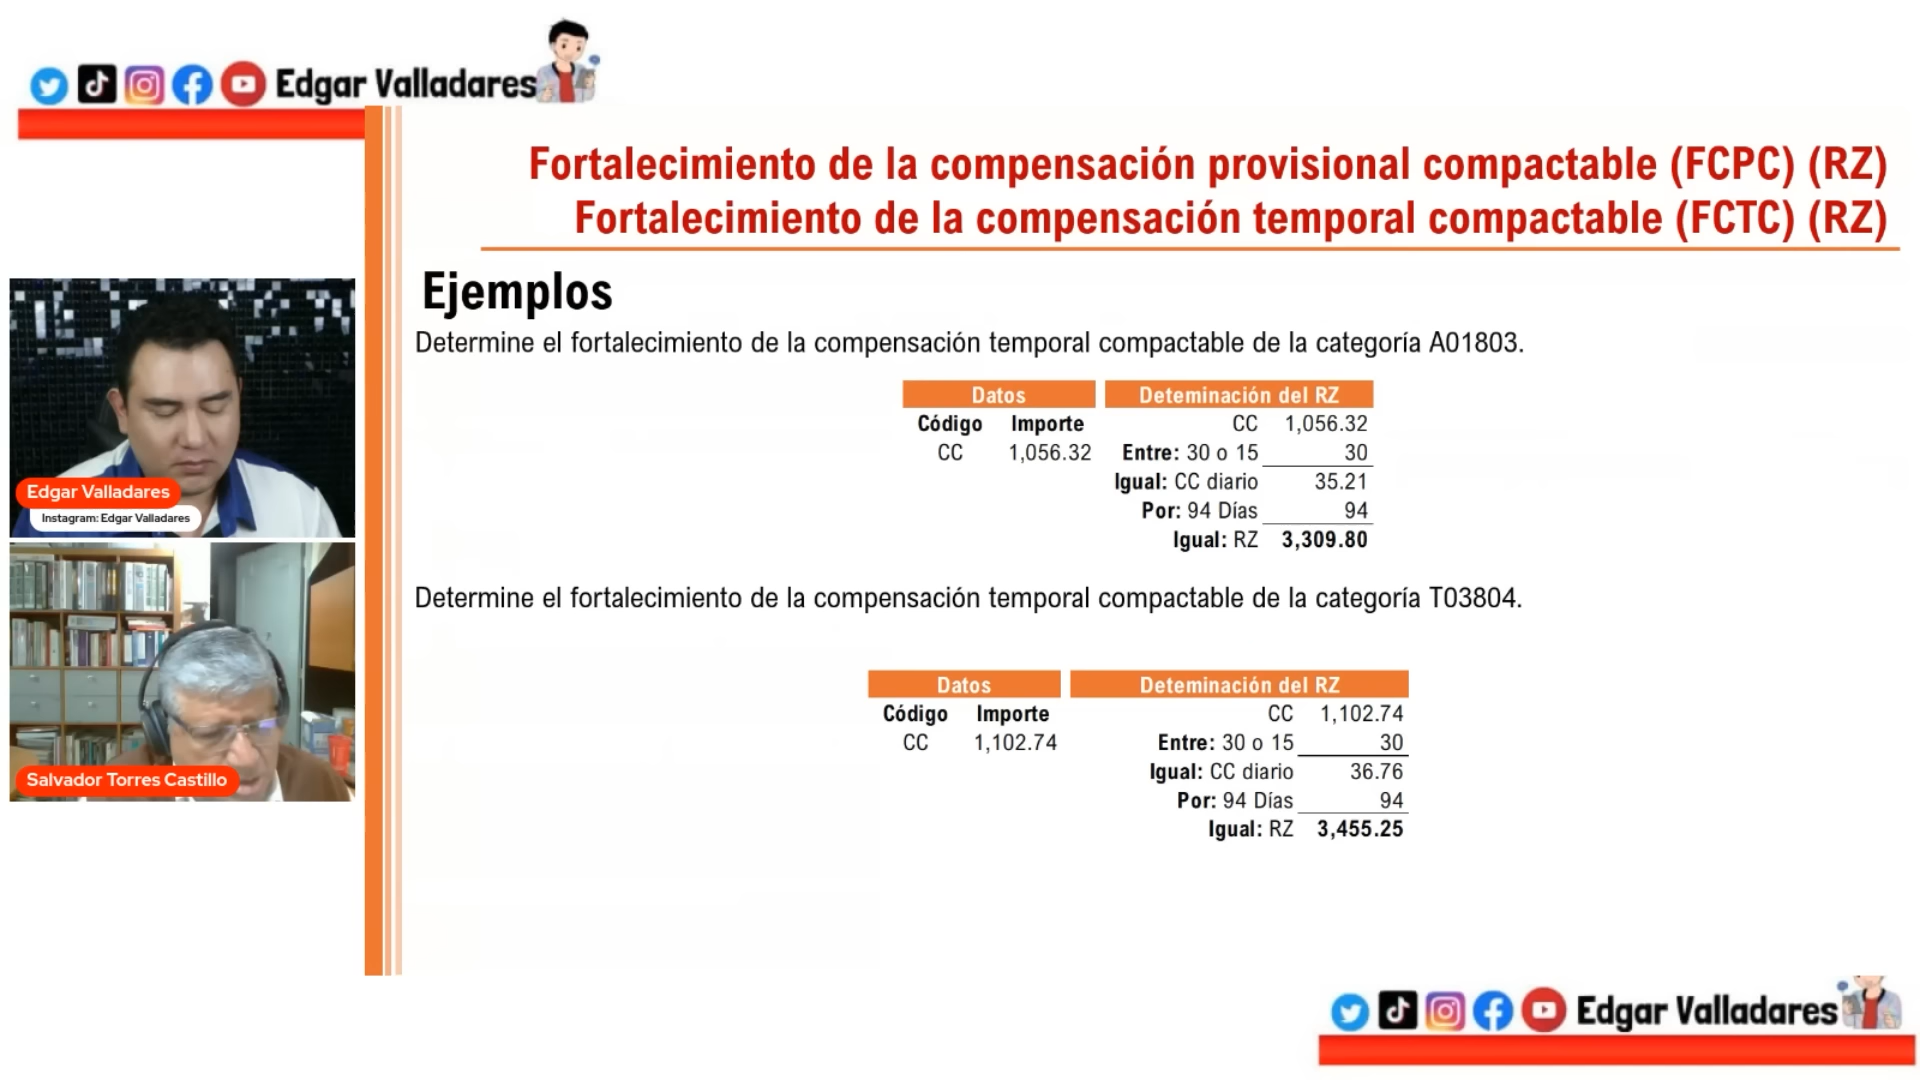 Edgar Valladares
Fortalecimiento de la compensación provisional compactable (FCPC) (RZ)
Fortalecimiento de la compensación temporal compactable (FCTC) (RZ)
Ejemplos
Determine el fortalecimiento de la compensación temporal compactable de la categoría A01803.
Datos
Código Importe
CC 1,056.32
Deteminación del RZ
CC 1,056.32
Entre: 30 o 15 30
Igual: CC diario 35.21
Por: 94 Días 94
Igual: RZ 3,309.80
Edgar Valladares
Instagram: Edgar Valladares
Determine el fortalecimiento de la compensación temporal compactable de la categoría T03804.
Datos
Código Importe
CC 1,102.74
Deteminación del RZ
CC 1,102.74
Entre: 30 o 15 30
Igual: CC diario 36.76
Por: 94 Días 94
Igual: RZ 3,455.25
Salvador Torres Castillo
Edgar Valladares